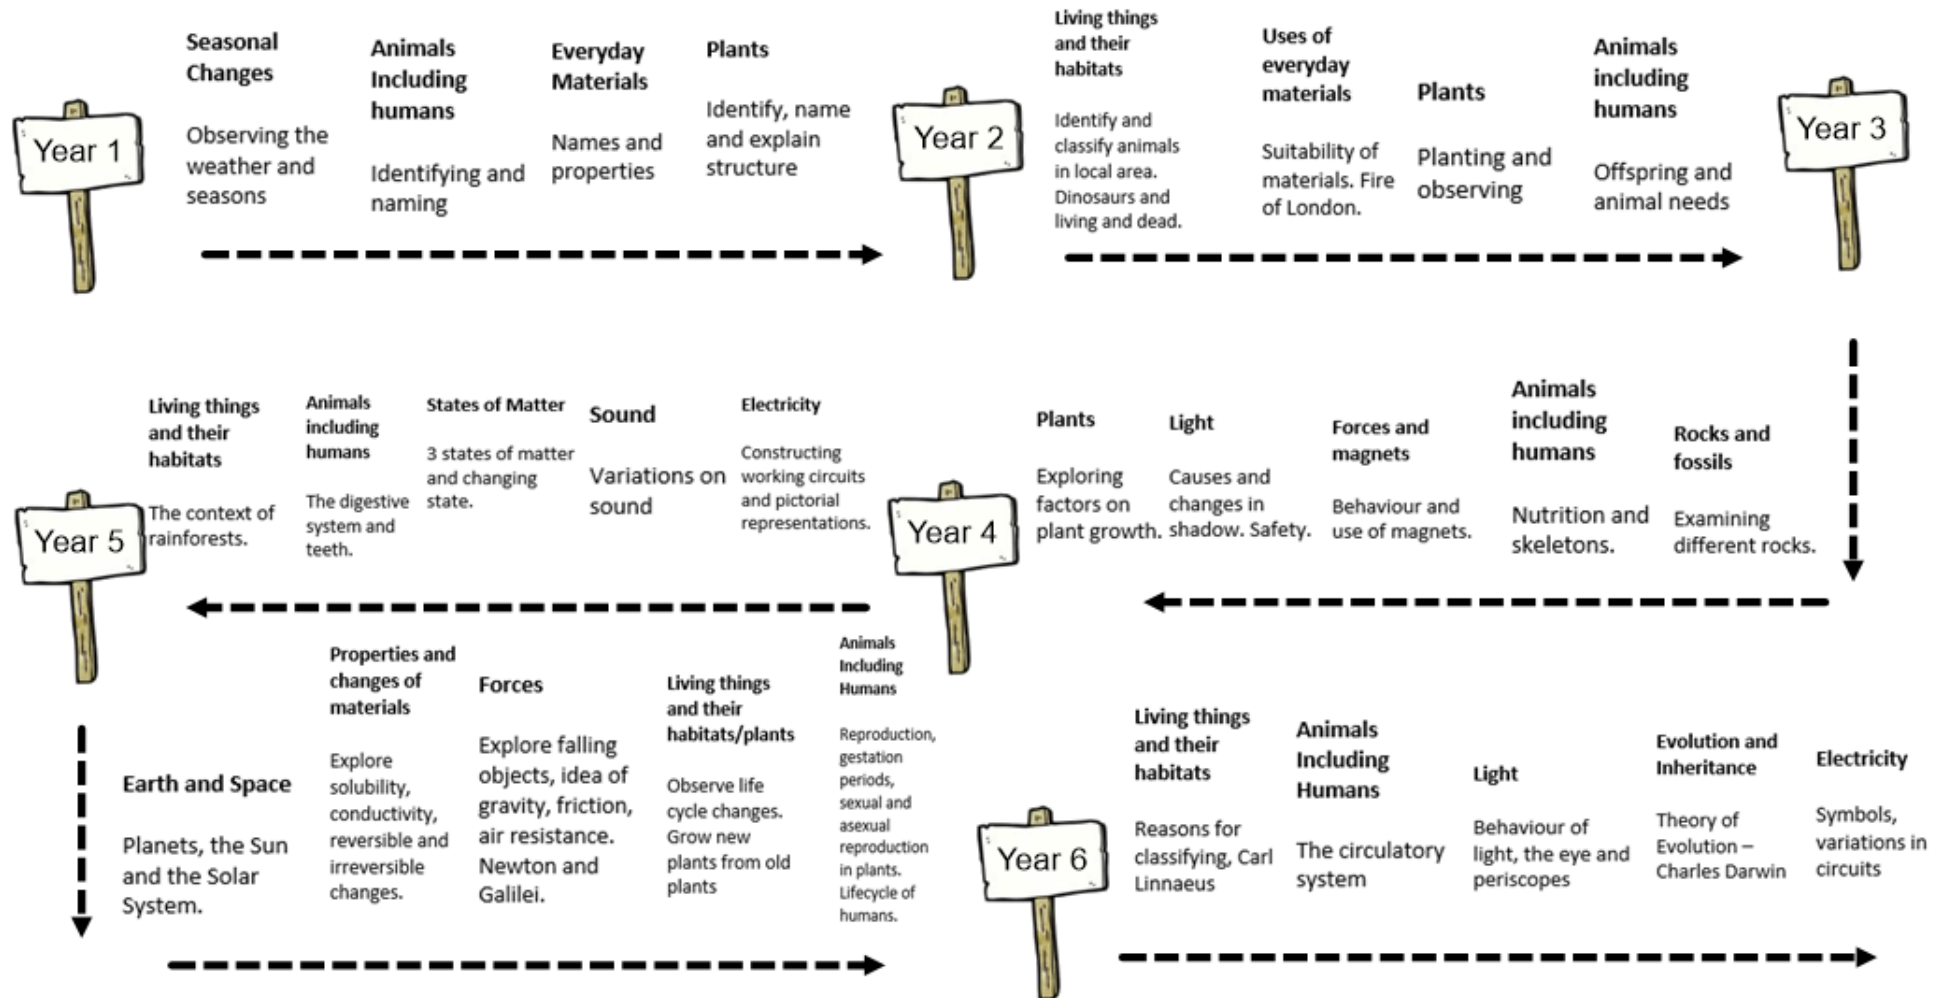 Year 1
Seasonal
Changes
Observing the
weather and
seasons
Animals
Including
humans
Identifying and
naming
Everyday
Materials
Names and
properties
Plants
Identify, name
and explain
structure
Year 2
Living things
and their
habitats
Identify and
classify animals
in local area.
Dinosaurs and
living and dead.
Uses of
everyday
materials
Suitability of
materials. Fire
of London.
Plants
Planting and
observing
Animals
including
humans
Offspring and
animal needs
Year 3
Living things
and their
habitats
The context of
rainforests.
Animals
including
humans
The digestive
system and
teeth.
States of Matter
3 states of matter
and changing
state.
Sound
Variations on
sound
Electricity
Constructing
working circuits
and pictorial
representations.
Year 4
Plants
Exploring
factors on
plant growth.
Light
Causes and
changes in
shadow. Safety.
Forces and
magnets
Behaviour and
use of magnets.
Animals
including
humans
Nutrition and
skeletons.
Rocks and
fossils
Examining
different rocks.
Year 5
Earth and Space
Planets, the Sun
and the Solar
System.
Properties and
changes of
materials
Explore
solubility,
conductivity,
reversible and
irreversible
changes.
Forces
Explore falling
objects, idea of
gravity, friction,
air resistance.
Newton and
Galilei.
Living things
and their
habitats/plants
Observe life
cycle changes.
Grow new
plants from old
plants
Animals
Including
Humans
Reproduction,
gestation
periods,
sexual and
asexual
reproduction
in plants.
Lifecycle of
humans.
Year 6
Living things
and their
habitats
Reasons for
classifying, Carl
Linnaeus
Animals
Including
Humans
The circulatory
system
Light
Behaviour of
light, the eye and
periscopes
Evolution and
Inheritance
Theory of
Evolution –
Charles Darwin
Electricity
Symbols,
variations in
circuits